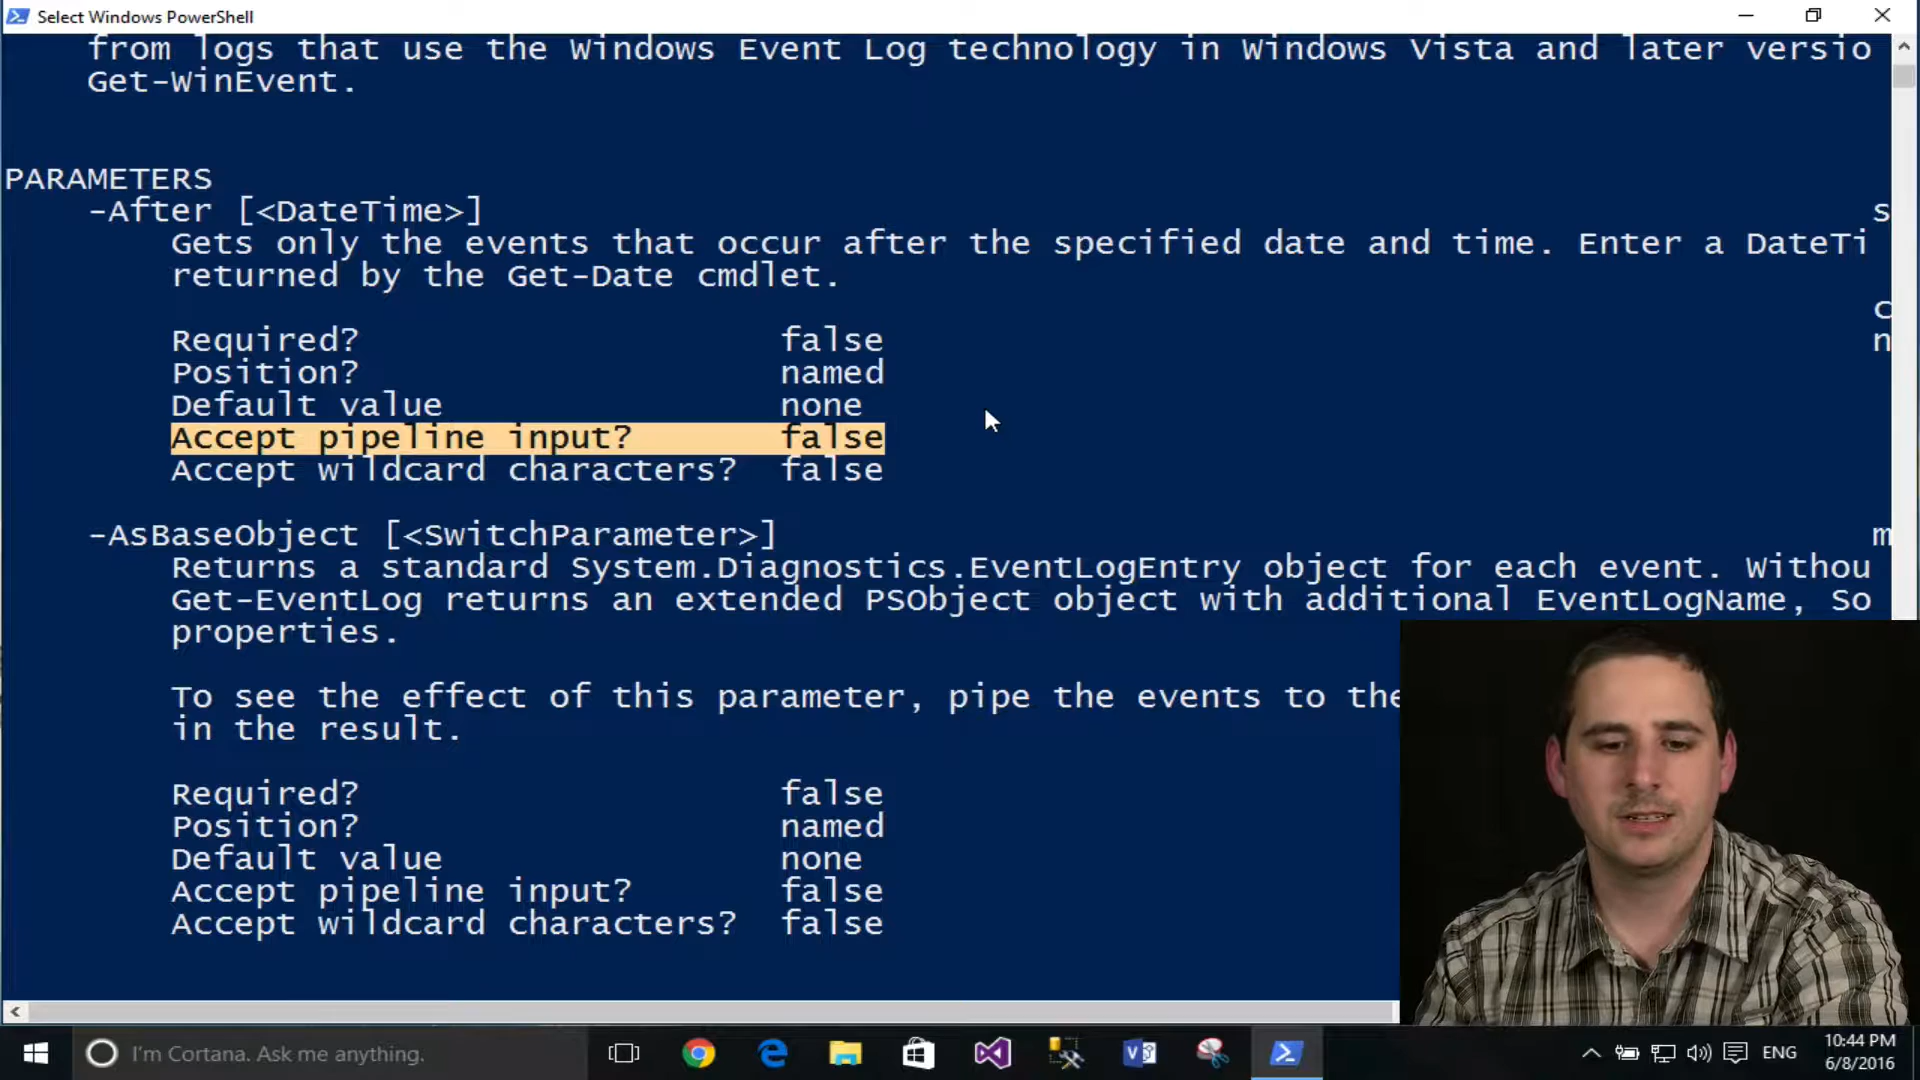 Select Windows PowerShell
from logs that use the Windows Event Log technology in Windows Vista and later versio
Get-WinEvent.
PARAMETERS
-After [<DateTime>] s
Gets only the events that occur after the specified date and time. Enter a DateTi
returned by the Get-Date cmdlet.
c
Required? false n
Position? named
Default value none
Accept pipeline input? false
Accept wildcard characters? false
-AsBaseObject [<SwitchParameter>] m
Returns a standard System.Diagnostics.EventLogEntry object for each event. Withou
Get-EventLog returns an extended PSObject object with additional EventLogName, So
properties.
To see the effect of this parameter, pipe the events to the
in the result.
Required? false
Position? named
Default value none
Accept pipeline input? false
Accept wildcard characters? false
I'm Cortana. Ask me anything.
ENG
10:44 PM
6/8/2016